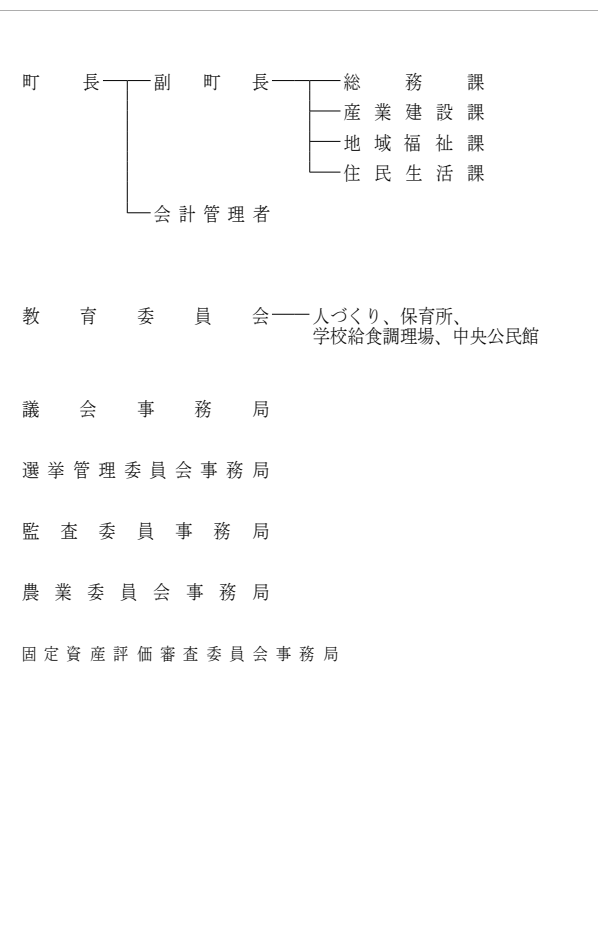 町長 副町長 総務課
産業建設課
地域福祉課
住民生活課
会計管理者
教育委員会 人づくり、保育所、
学校給食調理場、中央公民館
議会事務局
選挙管理委員会事務局
監査委員事務局
農業委員会事務局
固定資産評価審査委員会事務局